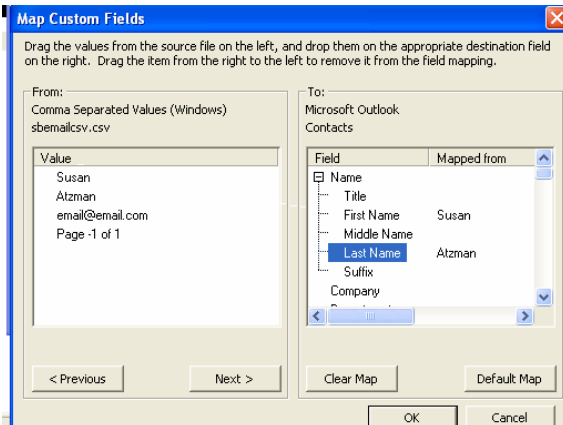 Map Custom Fields
Drag the values from the source file on the left, and drop them on the appropriate destination field
on the right. Drag the item from the right to the left to remove it from the field mapping.
From:
Comma Separated Values (Windows)
sbemailcsv.csv
Value
Susan
Atzman
email@email.com
Page -1 of 1
< Previous
Next >
To:
Microsoft Outlook
Contacts
Field Mapped from
Name
Title
First Name Susan
Middle Name
Last Name Atzman
Suffix
Company
Clear Map
Default Map
OK
Cancel